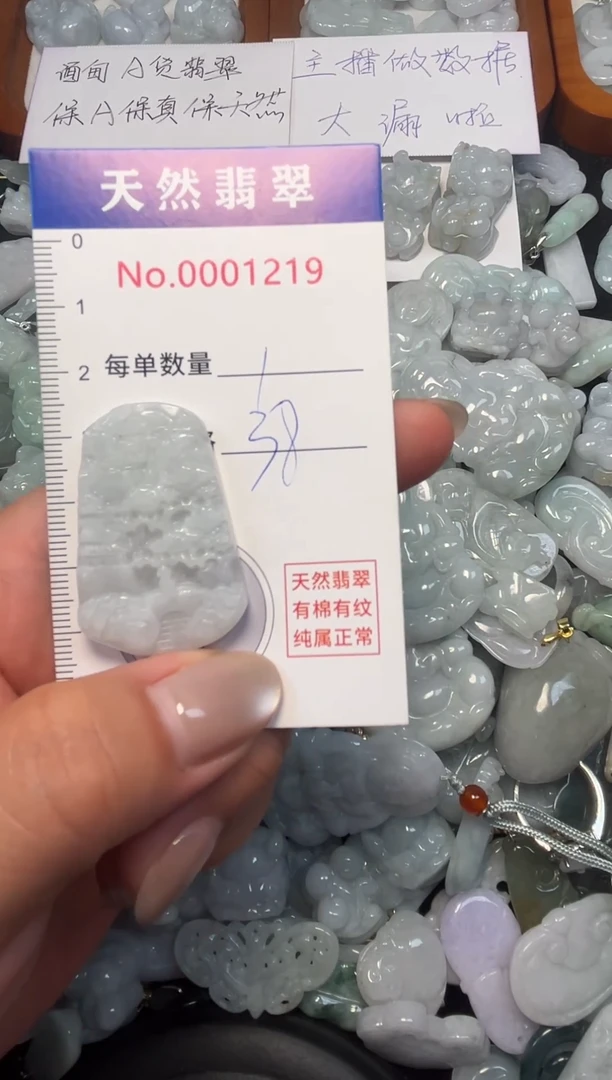 缅甸A货翡翠
保A保真保天然
主播做数据
大漏啦
天然翡翠
0
No.0001219
1
2
每单数量 1
38
天然翡翠
有棉有纹
纯属正常